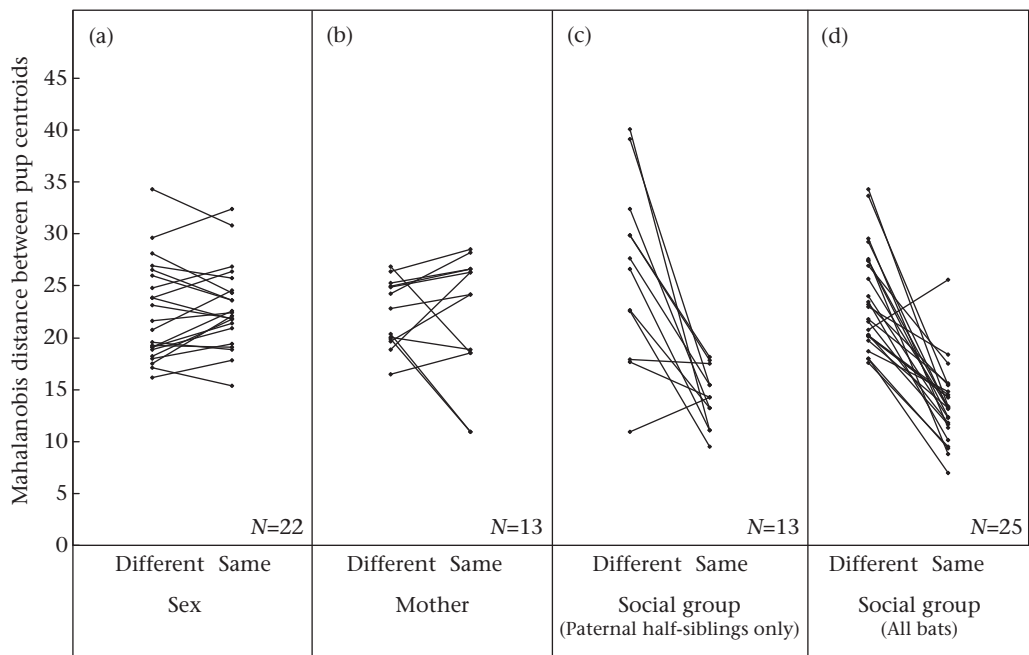 Mahalanobis distance between pup centroids
45
40
35
30
25
20
15
10
5
0
(a)
N=22
Different Same
Sex
(b)
N=13
Different Same
Mother
(c)
N=13
Different Same
Social group
(Paternal half-siblings only)
(d)
N=25
Different Same
Social group
(All bats)